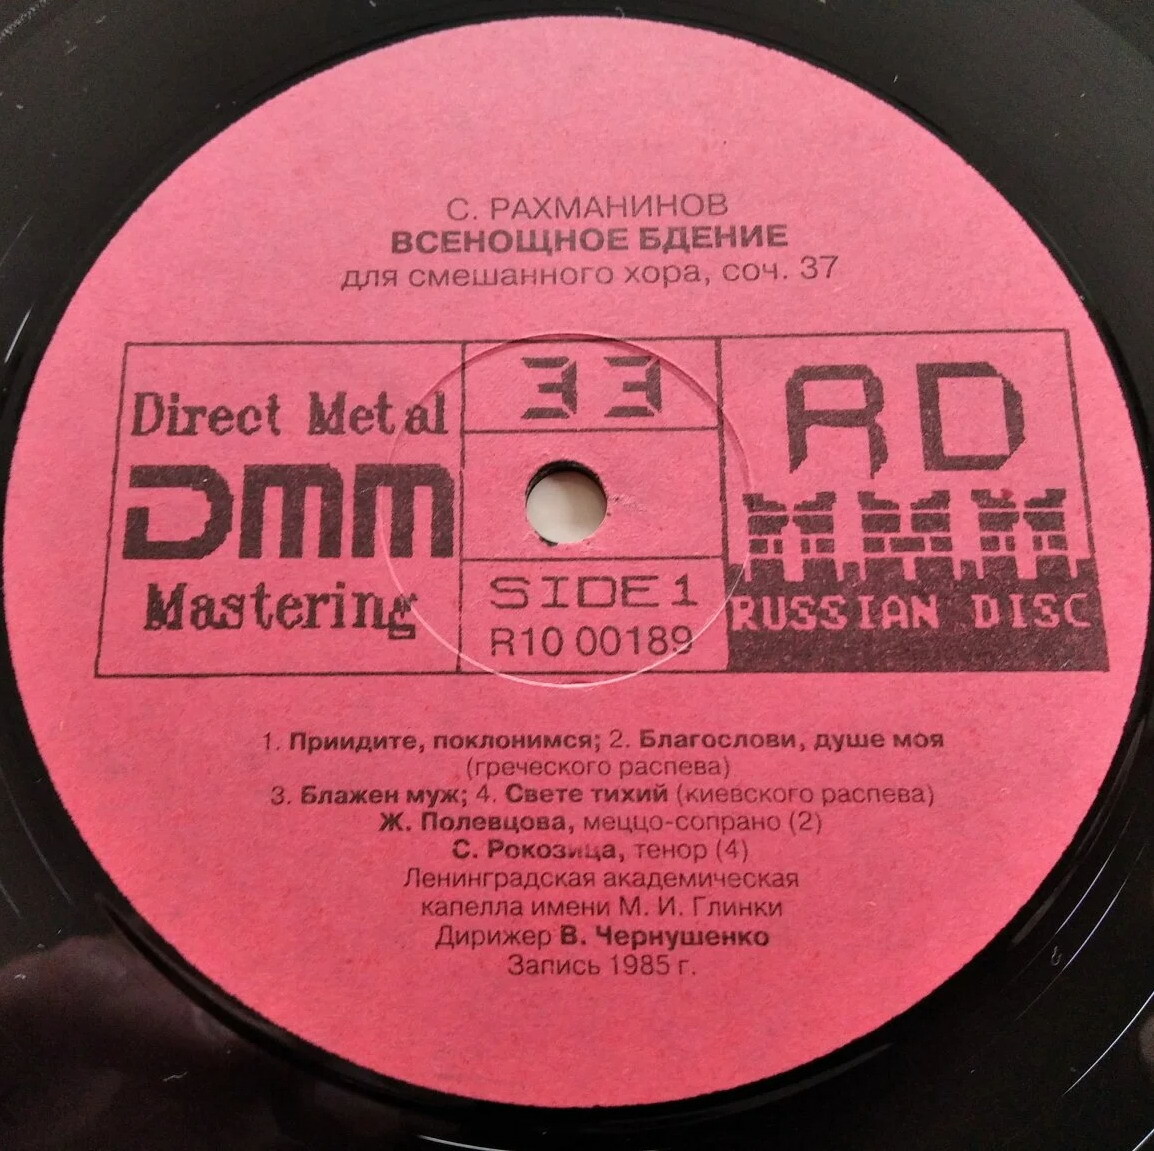 С. РАХМАНИНОВ
ВСЕНОЩНОЕ БДЕНИЕ
для смешанного хора, соч. 37
Direct Metal
DMM
Mastering
33
SIDE 1
R10 00189
RD
RUSSIAN DISC
1. Приидите, поклонимся; 2. Благослови, душе моя
(греческого распева)
3. Блажен муж; 4. Свете тихий (киевского распева)
Ж. Полевцова, меццо-сопрано (2)
С. Рокозица, тенор (4)
Ленинградская академическая
капелла имени М. И. Глинки
Дирижер В. Чернушенко
Запись 1985 г.